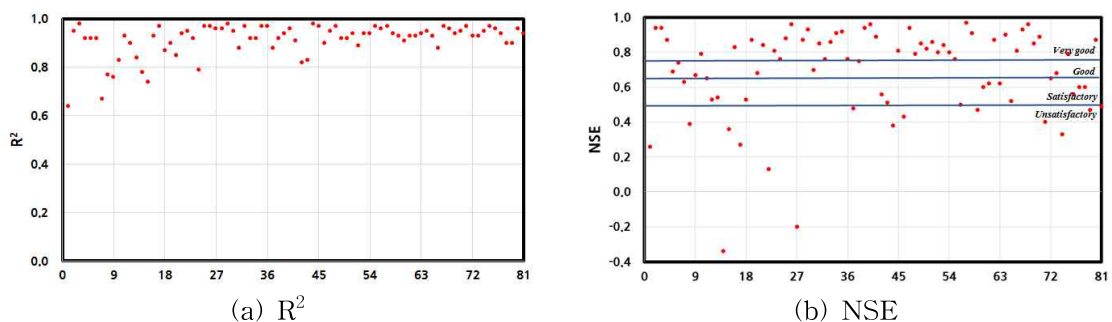 1.0
0.8
0.6
0.4
0.2
0.0
R²
0 9 18 27 36 45 54 63 72 81
(a) R²
1.0
0.8
0.6
0.4
0.2
0.0
-0.2
-0.4
NSE
Very good
Good
Satisfactory
Unsatisfactory
0 9 18 27 36 45 54 63 72 81
(b) NSE